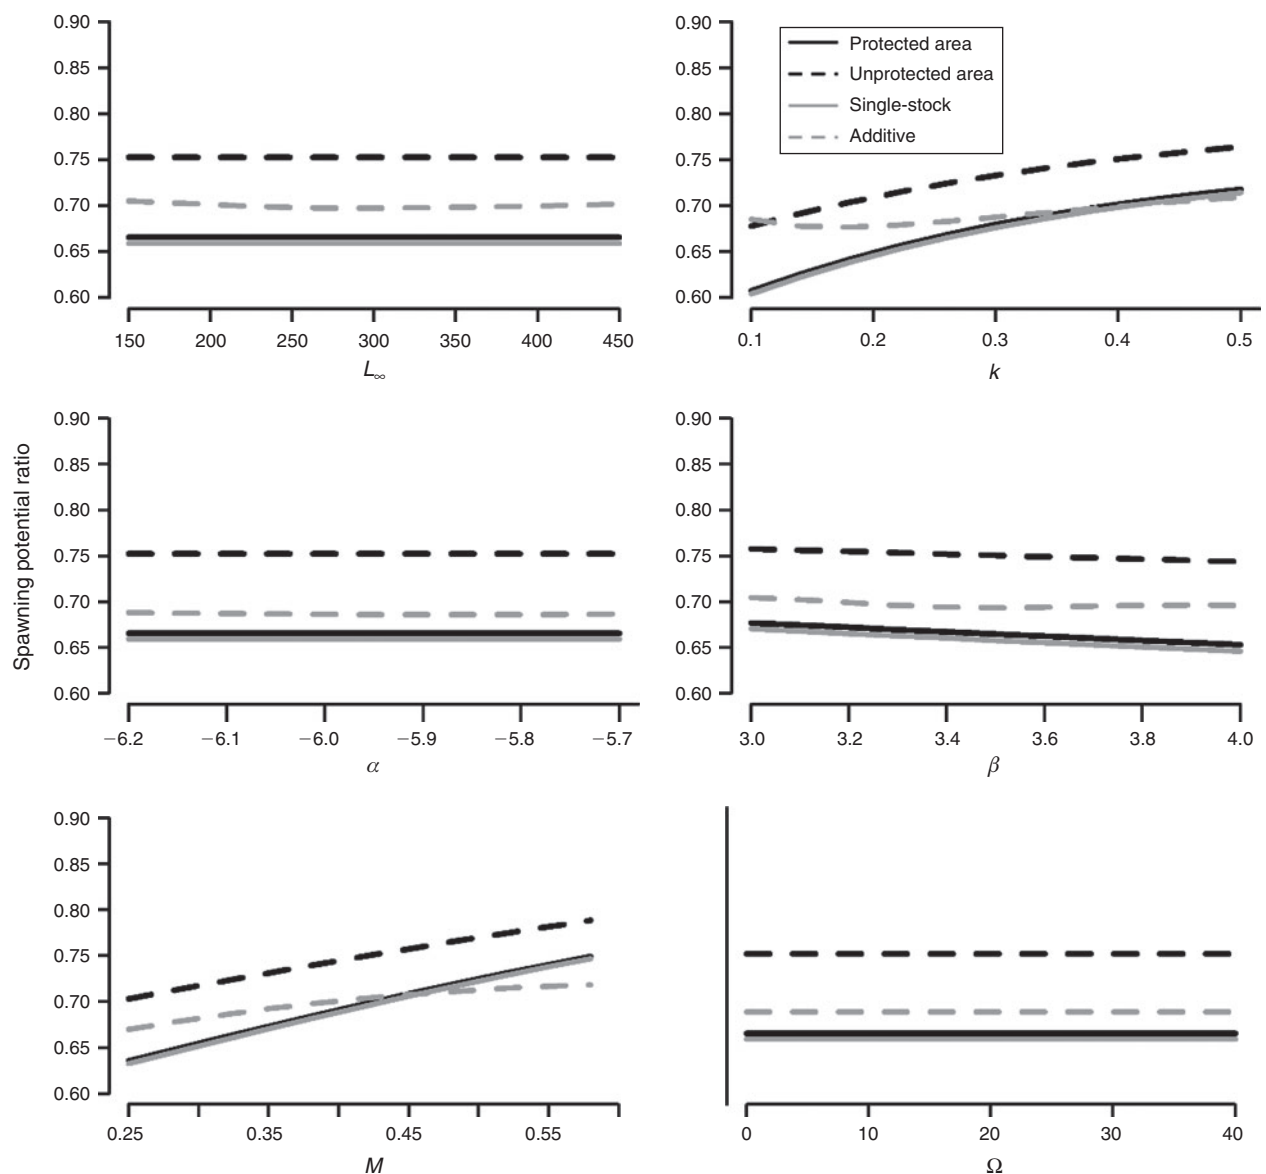 0.90
0.85
0.80
0.75
0.70
0.65
0.60
150 200 250 300 350 400 450
L∞
0.90
0.85
0.80
0.75
0.70
0.65
0.60
Protected area
Unprotected area
Single-stock
Additive
0.1 0.2 0.3 0.4 0.5
k
Spawning potential ratio
0.90
0.85
0.80
0.75
0.70
0.65
0.60
−6.2 −6.1 −6.0 −5.9 −5.8 −5.7
α
0.90
0.85
0.80
0.75
0.70
0.65
0.60
3.0 3.2 3.4 3.6 3.8 4.0
β
0.90
0.85
0.80
0.75
0.70
0.65
0.60
0.25 0.35 0.45 0.55
M
0 10 20 30 40
Ω